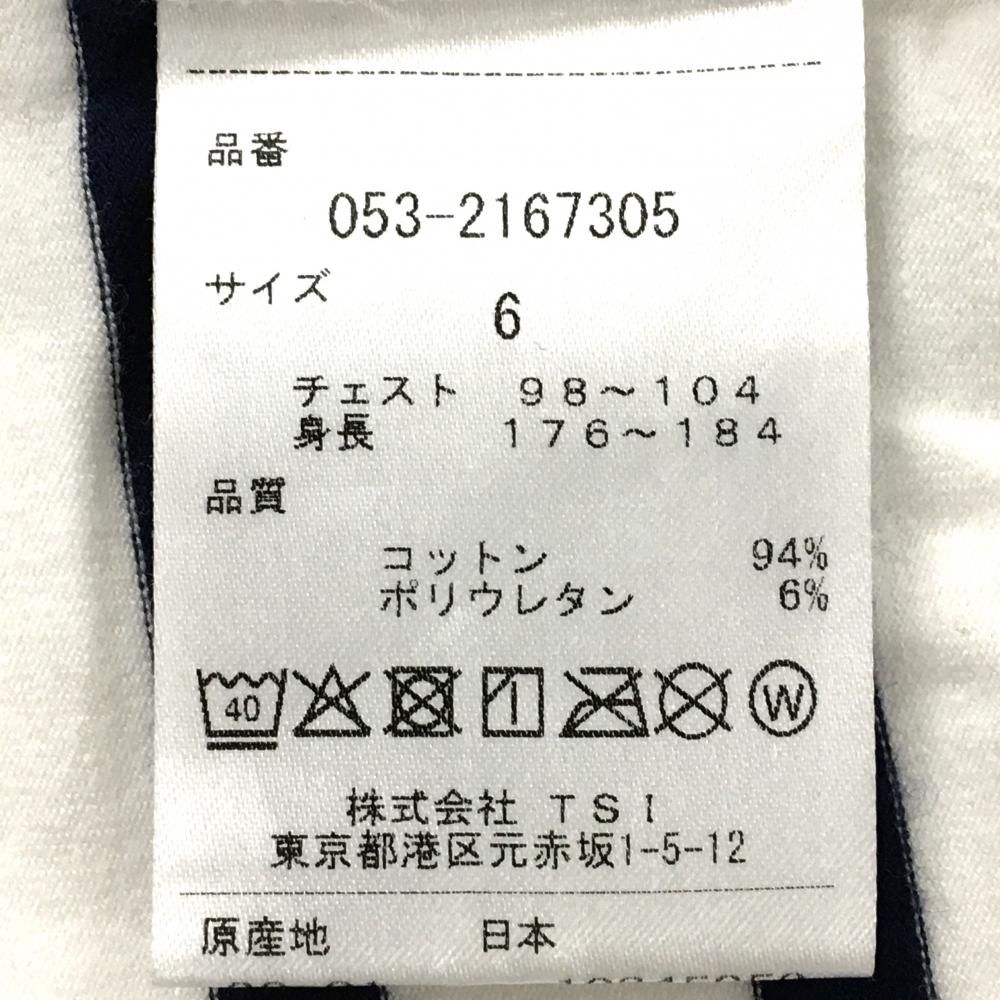 品番
053-2167305
サイズ
6
チェスト 98～104
身長 176～184
品質
コットン 94%
ポリウレタン 6%
40 W
株式会社 TSI
東京都港区元赤坂1-5-12
原産地 日本